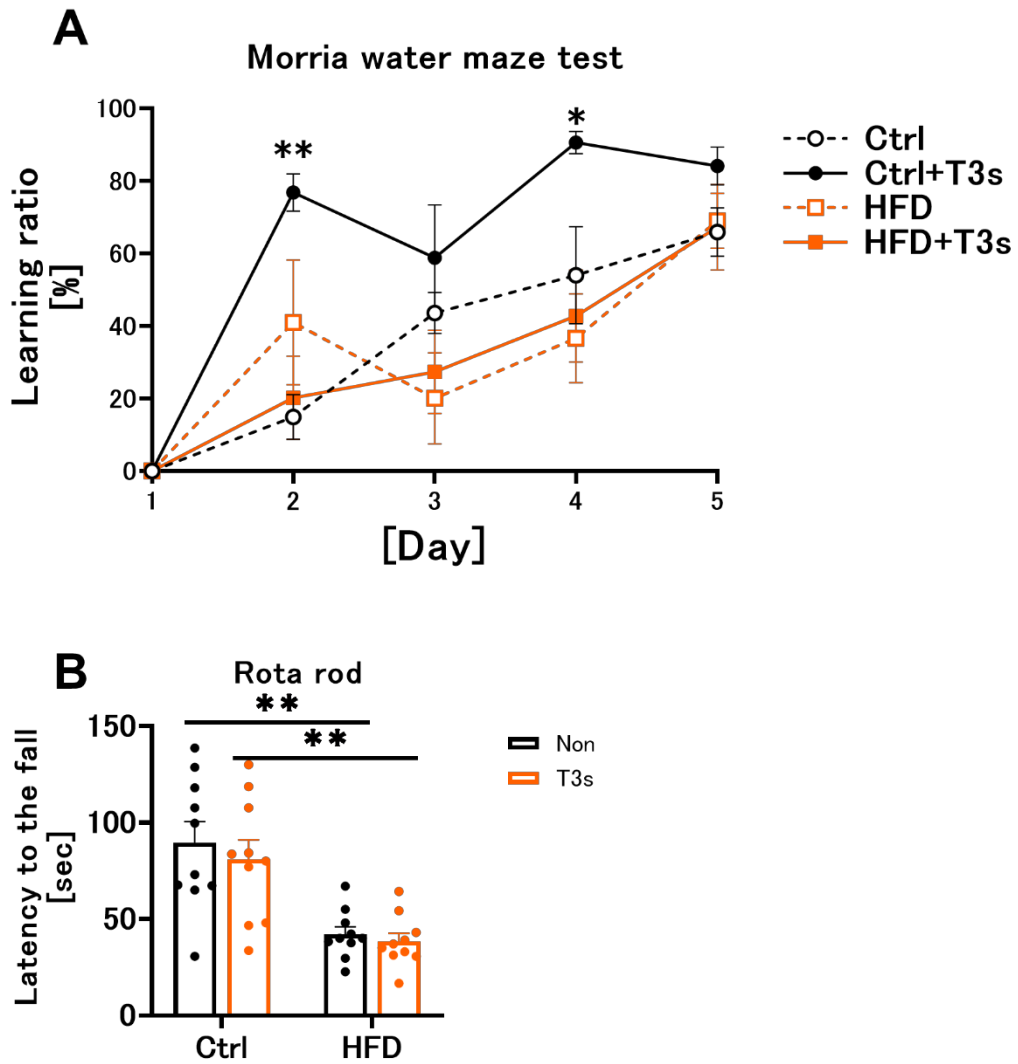 A
Morria water maze test
Learning ratio
[%]
100
80
60
40
20
0
**
*
1 2 3 4 5
[Day]
Ctrl
Ctrl+T3s
HFD
HFD+T3s
B
Rota rod
**
**
Latency to the fall
[sec]
150
100
50
0
Ctrl HFD
Non
T3s